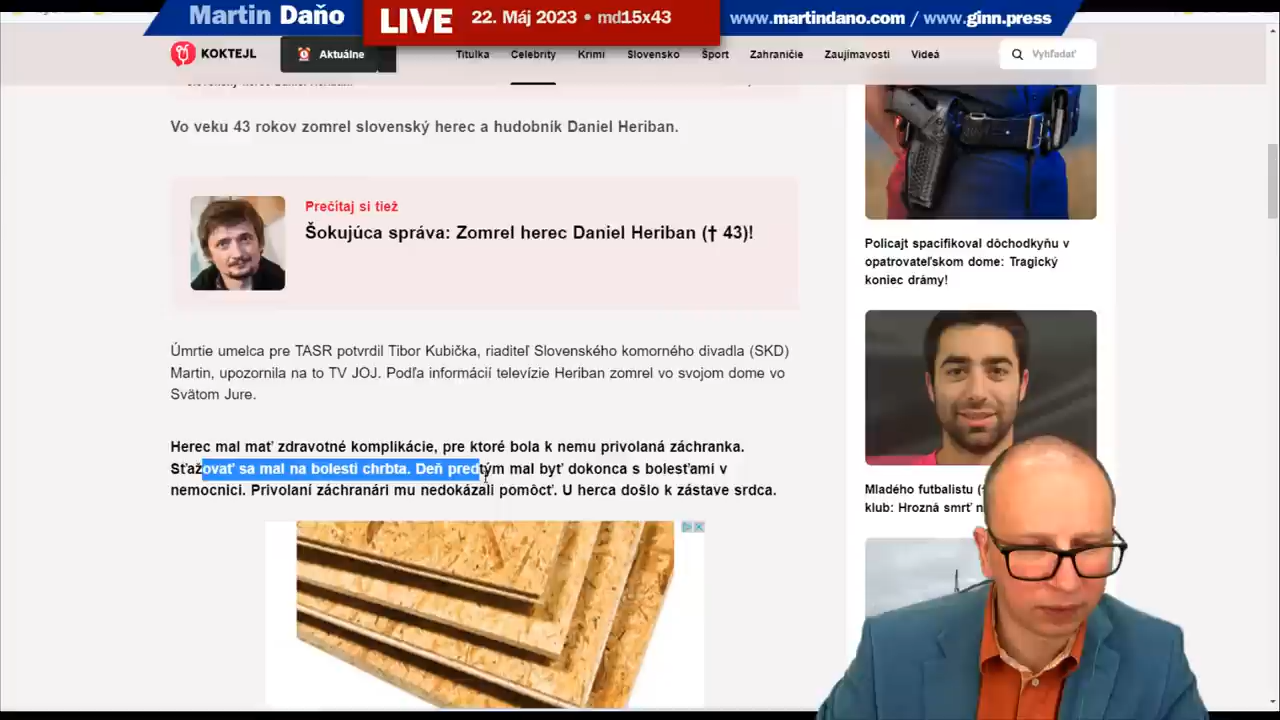 Martin Daňo
LIVE
22. Máj 2023 • md15x43
www.martindano.com / www.ginn.press
KOKTEJL
Aktuálne
Titulka
Celebrity
Krimi
Slovensko
Šport
Zahraničie
Zaujímavosti
Videá
Vyhľadať
Vo veku 43 rokov zomrel slovenský herec a hudobník Daniel Heriban.
Prečítaj si tiež
Šokujúca správa: Zomrel herec Daniel Heriban († 43)!
Úmrtie umelca pre TASR potvrdil Tibor Kubička, riaditeľ Slovenského komorného divadla (SKD)
Martin, upozornila na to TV JOJ. Podľa informácií televízie Heriban zomrel vo svojom dome vo
Svätom Jure.
Herec mal mať zdravotné komplikácie, pre ktoré bola k nemu privolaná záchranka.
Sťažovať sa mal na bolesti chrbta. Deň predtým mal byť dokonca s bolesťami v
nemocnici. Privolaní záchranári mu nedokázali pomôcť. U herca došlo k zástave srdca.
Policajt spacifikoval dôchodkyňu v
opatrovateľskom dome: Tragický
koniec drámy!
Mladého futbalistu
klub: Hrozná smrť